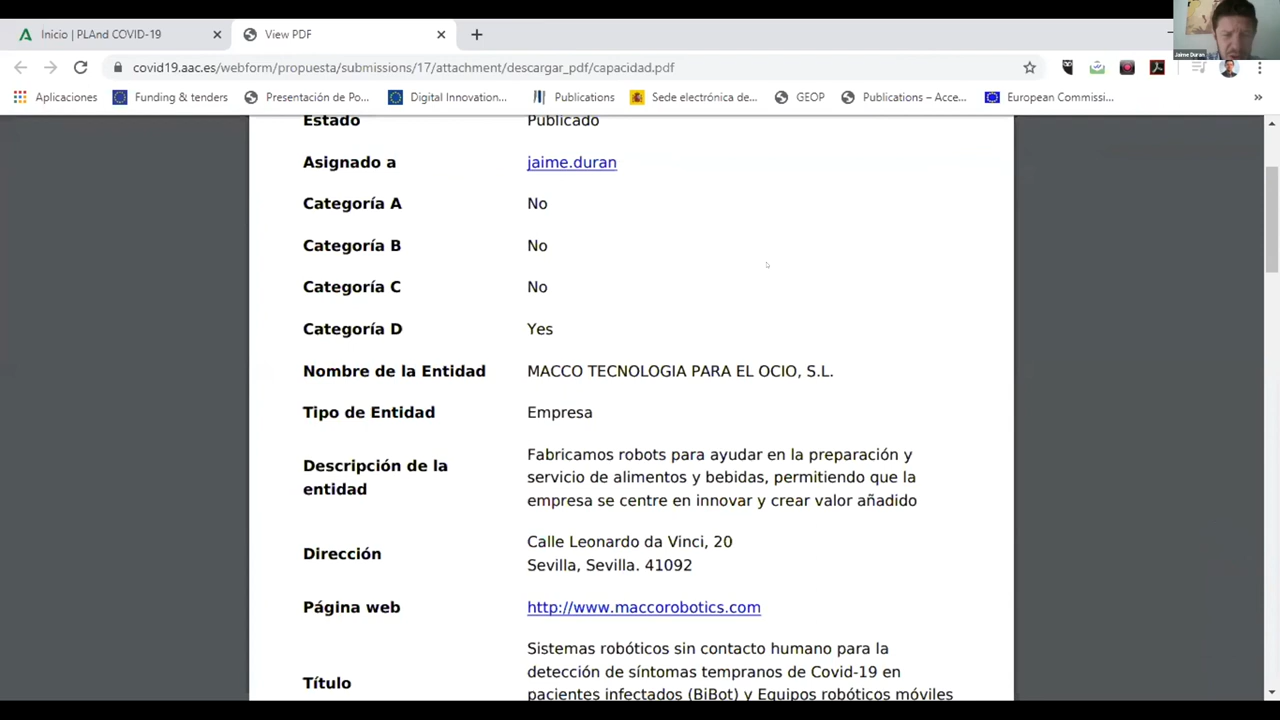 Inicio | PLAnd COVID-19
View PDF
Jaime Duran
covid19.aac.es/webform/propuesta/submissions/17/attachm
gar_pdf/capacidad.pdf
Aplicaciones
Funding & tenders
Presentación de Po...
Digital Innovation...
Publications
Sede electrónica de...
GEOP
Publications – Acce...
European Commissi...
Estado Publicado
Asignado a jaime.duran
Categoría A No
Categoría B No
Categoría C No
Categoría D Yes
Nombre de la Entidad MACCO TECNOLOGIA PARA EL OCIO, S.L.
Tipo de Entidad Empresa
Descripción de la
entidad
Fabricamos robots para ayudar en la preparación y
servicio de alimentos y bebidas, permitiendo que la
empresa se centre en innovar y crear valor añadido
Dirección
Calle Leonardo da Vinci, 20
Sevilla, Sevilla. 41092
Página web http://www.maccorobotics.com
Título
Sistemas robóticos sin contacto humano para la
detección de síntomas tempranos de Covid-19 en
pacientes infectados (BiBot) y Equipos robóticos móviles